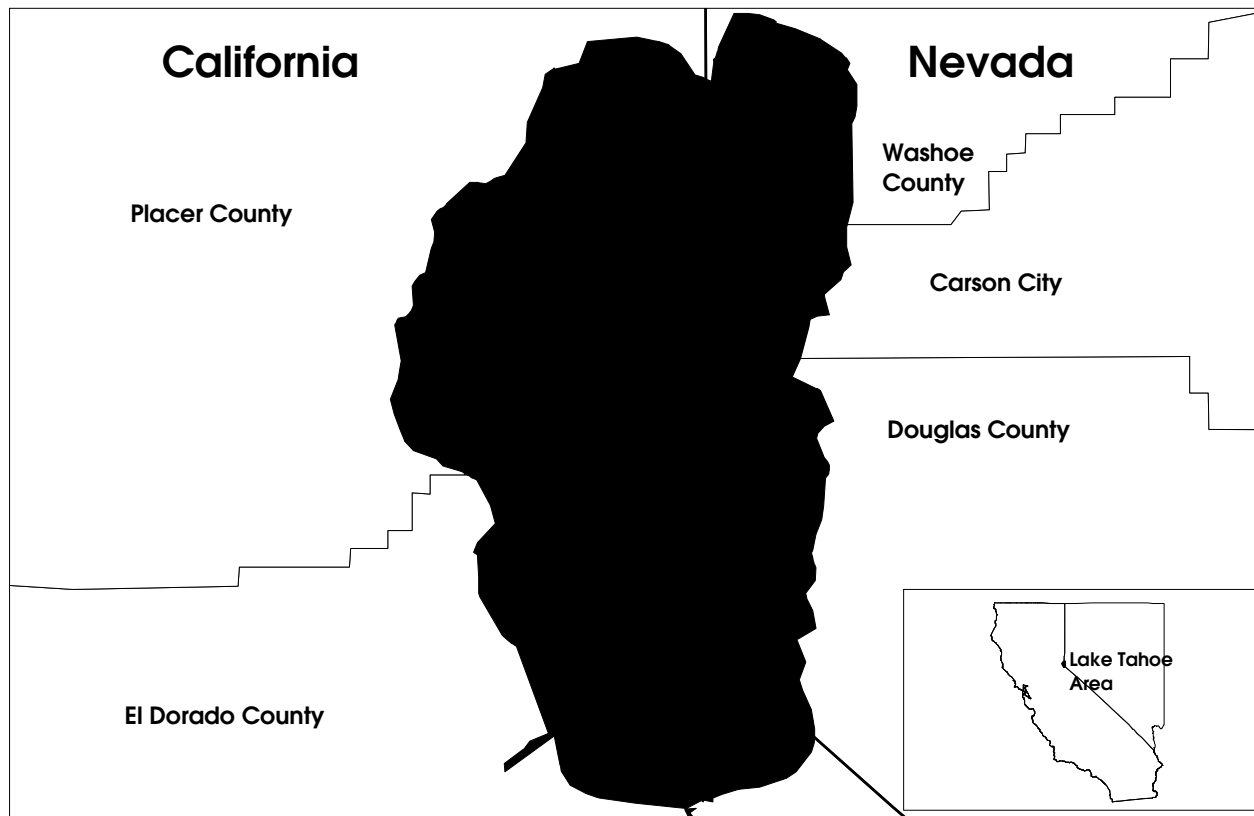 California
Nevada
Washoe
County
Placer County
Carson City
Douglas County
Lake Tahoe
Area
El Dorado County